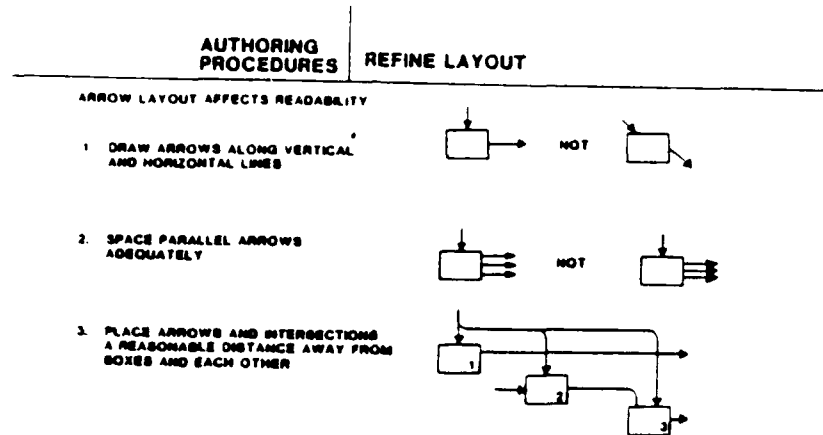 AUTHORING
PROCEDURES
REFINE LAYOUT
ARROW LAYOUT AFFECTS READABILITY
1 DRAW ARROWS ALONG VERTICAL
AND HORIZONTAL LINES
NOT
2. SPACE PARALLEL ARROWS
ADEQUATELY
NOT
3. PLACE ARROWS AND INTERSECTIONS
A REASONABLE DISTANCE AWAY FROM
BOXES AND EACH OTHER
1
2
3